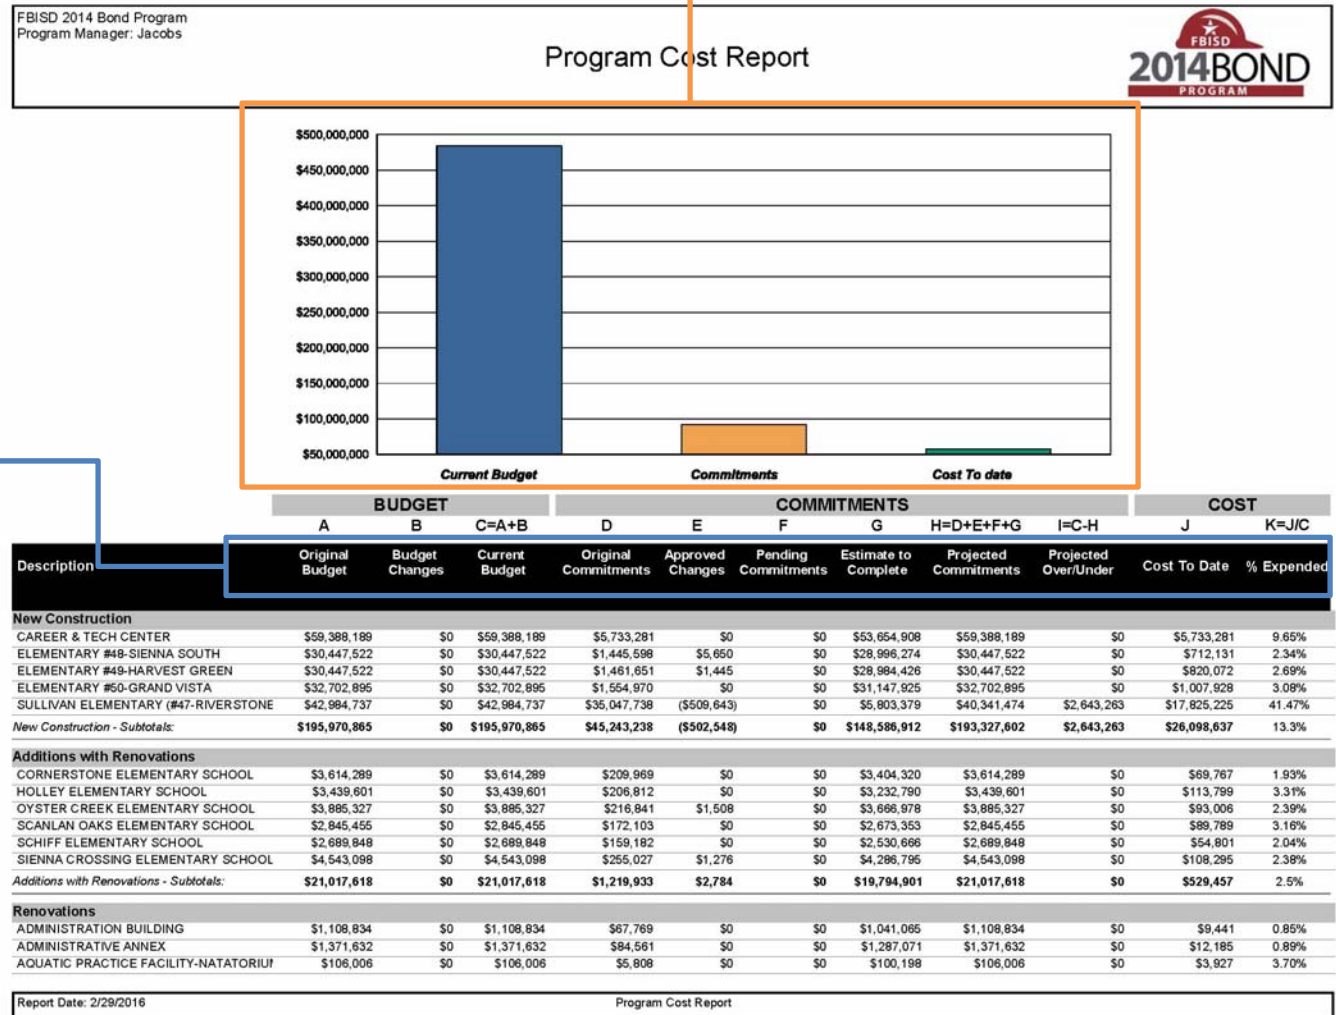 FBISD 2014 Bond Program
Program Manager: Jacobs
Program Cost Report
FBISD
2014BOND
PROGRAM
$500,000,000
$450,000,000
$400,000,000
$350,000,000
$300,000,000
$250,000,000
$200,000,000
$150,000,000
$100,000,000
$50,000,000
Current Budget Commitments Cost To date
BUDGET COMMITMENTS COST
A B C=A+B D E F G H=D+E+F+G I=C-H J K=J/C
Description Original Budget Budget Changes Current Budget Original Commitments Approved Changes Pending Commitments Estimate to Complete Projected Commitments Projected Over/Under Cost To Date % Expended
New Construction
CAREER & TECH CENTER $59,388,189 $0 $59,388,189 $5,733,281 $0 $0 $53,654,908 $59,388,189 $0 $5,733,281 9.65%
ELEMENTARY #48-SIENNA SOUTH $30,447,522 $0 $30,447,522 $1,445,598 $5,650 $0 $28,996,274 $30,447,522 $0 $712,131 2.34%
ELEMENTARY #49-HARVEST GREEN $30,447,522 $0 $30,447,522 $1,461,651 $1,445 $0 $28,984,426 $30,447,522 $0 $820,072 2.69%
ELEMENTARY #50-GRAND VISTA $32,702,895 $0 $32,702,895 $1,554,970 $0 $0 $31,147,925 $32,702,895 $0 $1,007,928 3.08%
SULLIVAN ELEMENTARY (#47-RIVERSTONE $42,984,737 $0 $42,984,737 $35,047,738 ($509,643) $0 $5,803,379 $40,341,474 $2,643,263 $17,825,225 41.47%
New Construction - Subtotals: $195,970,865 $0 $195,970,865 $45,243,238 ($502,548) $0 $148,586,912 $193,327,602 $2,643,263 $26,098,637 13.3%
Additions with Renovations
CORNERSTONE ELEMENTARY SCHOOL $3,614,289 $0 $3,614,289 $209,969 $0 $0 $3,404,320 $3,614,289 $0 $69,767 1.93%
HOLLEY ELEMENTARY SCHOOL $3,439,601 $0 $3,439,601 $206,812 $0 $0 $3,232,790 $3,439,601 $0 $113,799 3.31%
OYSTER CREEK ELEMENTARY SCHOOL $3,885,327 $0 $3,885,327 $216,841 $1,508 $0 $3,666,978 $3,885,327 $0 $93,006 2.39%
SCANLAN OAKS ELEMENTARY SCHOOL $2,845,455 $0 $2,845,455 $172,103 $0 $0 $2,673,353 $2,845,455 $0 $89,789 3.16%
SCHIFF ELEMENTARY SCHOOL $2,689,848 $0 $2,689,848 $159,182 $0 $0 $2,530,666 $2,689,848 $0 $54,801 2.04%
SIENNA CROSSING ELEMENTARY SCHOOL $4,543,098 $0 $4,543,098 $255,027 $1,276 $0 $4,286,795 $4,543,098 $0 $108,295 2.38%
Additions with Renovations - Subtotals: $21,017,618 $0 $21,017,618 $1,219,933 $2,784 $0 $19,794,901 $21,017,618 $0 $529,457 2.5%
Renovations
ADMINISTRATION BUILDING $1,108,834 $0 $1,108,834 $67,769 $0 $0 $1,041,065 $1,108,834 $0 $9,441 0.85%
ADMINISTRATIVE ANNEX $1,371,632 $0 $1,371,632 $84,561 $0 $0 $1,287,071 $1,371,632 $0 $12,185 0.89%
AQUATIC PRACTICE FACILITY-NATATORIU $106,006 $0 $106,006 $5,808 $0 $0 $100,198 $106,006 $0 $3,927 3.70%
Report Date: 2/29/2016 Program Cost Report